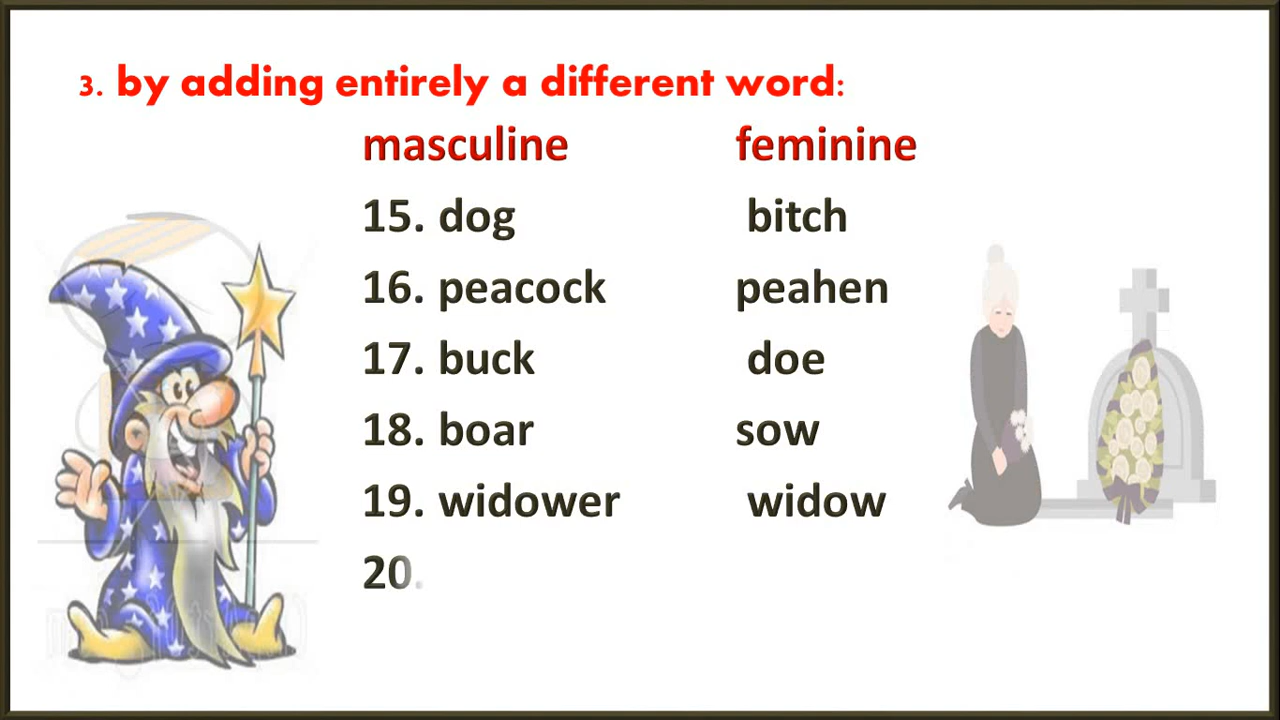 3. by adding entirely a different word:
masculine feminine
15. dog bitch
16. peacock peahen
17. buck doe
18. boar sow
19. widower widow
20.